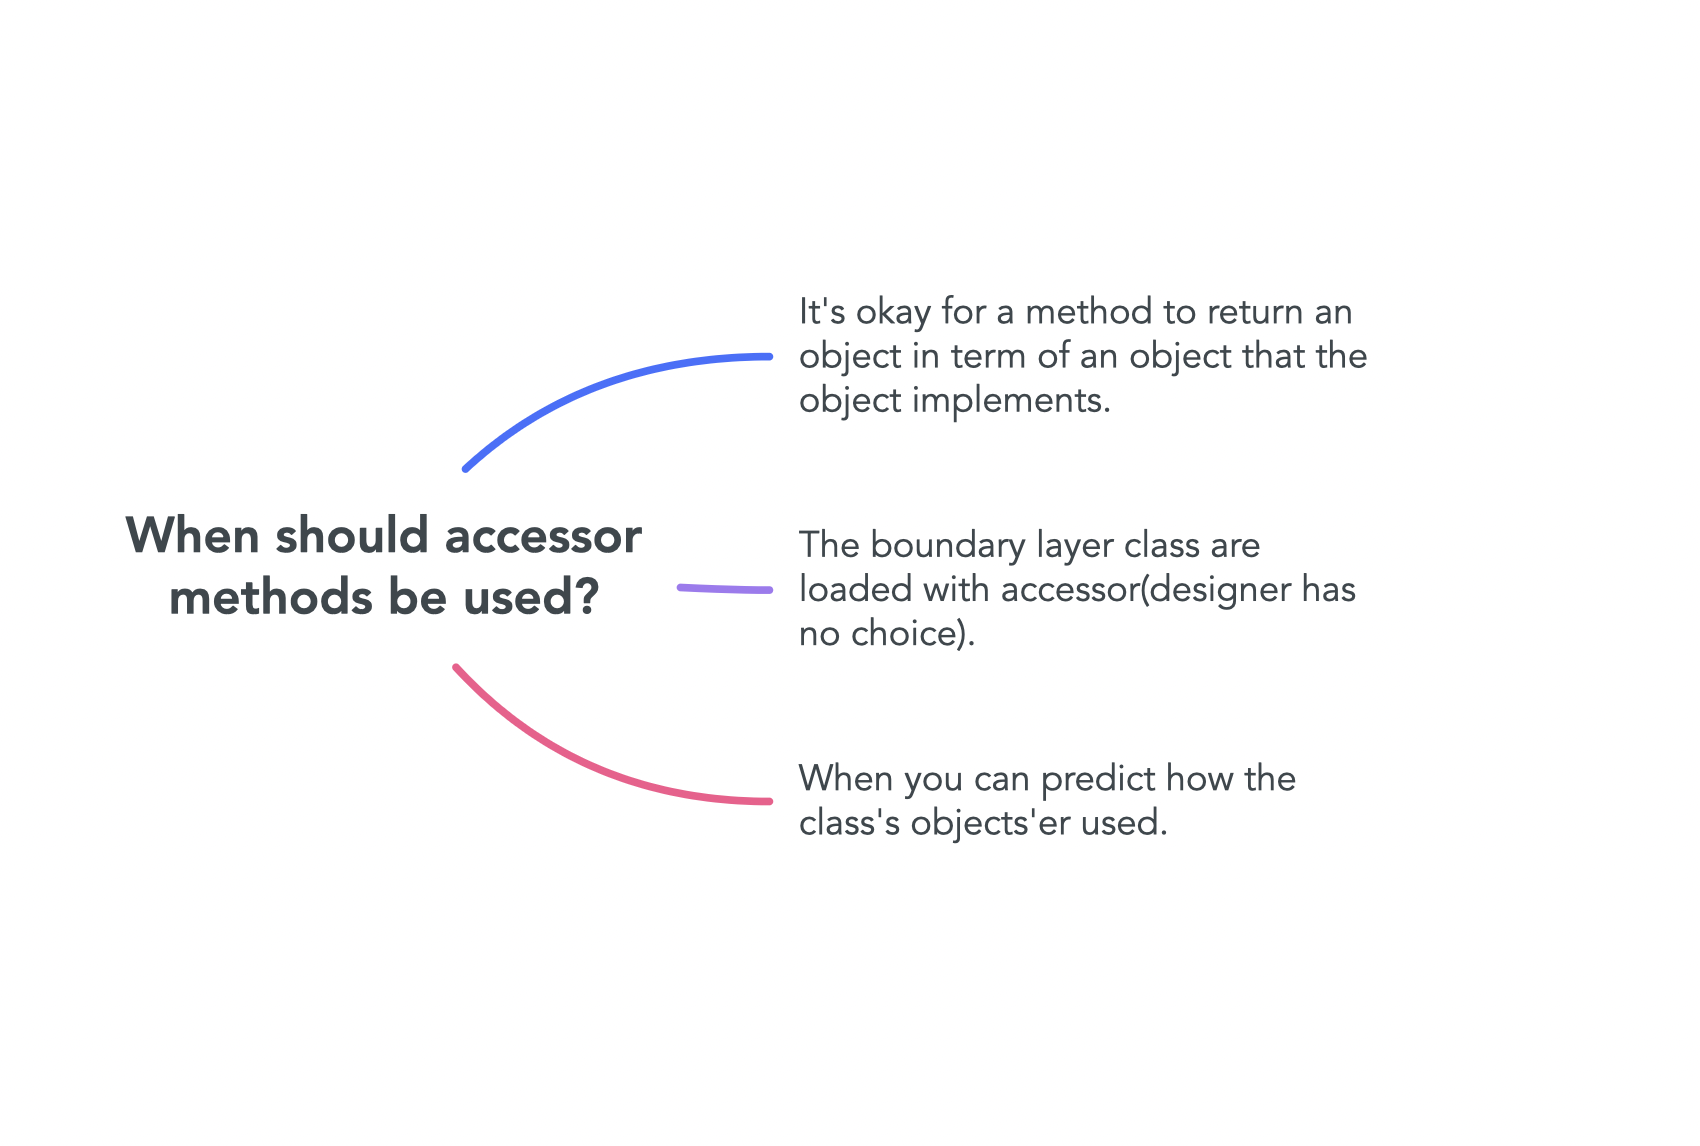 When should accessor
methods be used?
It's okay for a method to return an
object in term of an object that the
object implements.
The boundary layer class are
loaded with accessor(designer has
no choice).
When you can predict how the
class's objects'er used.